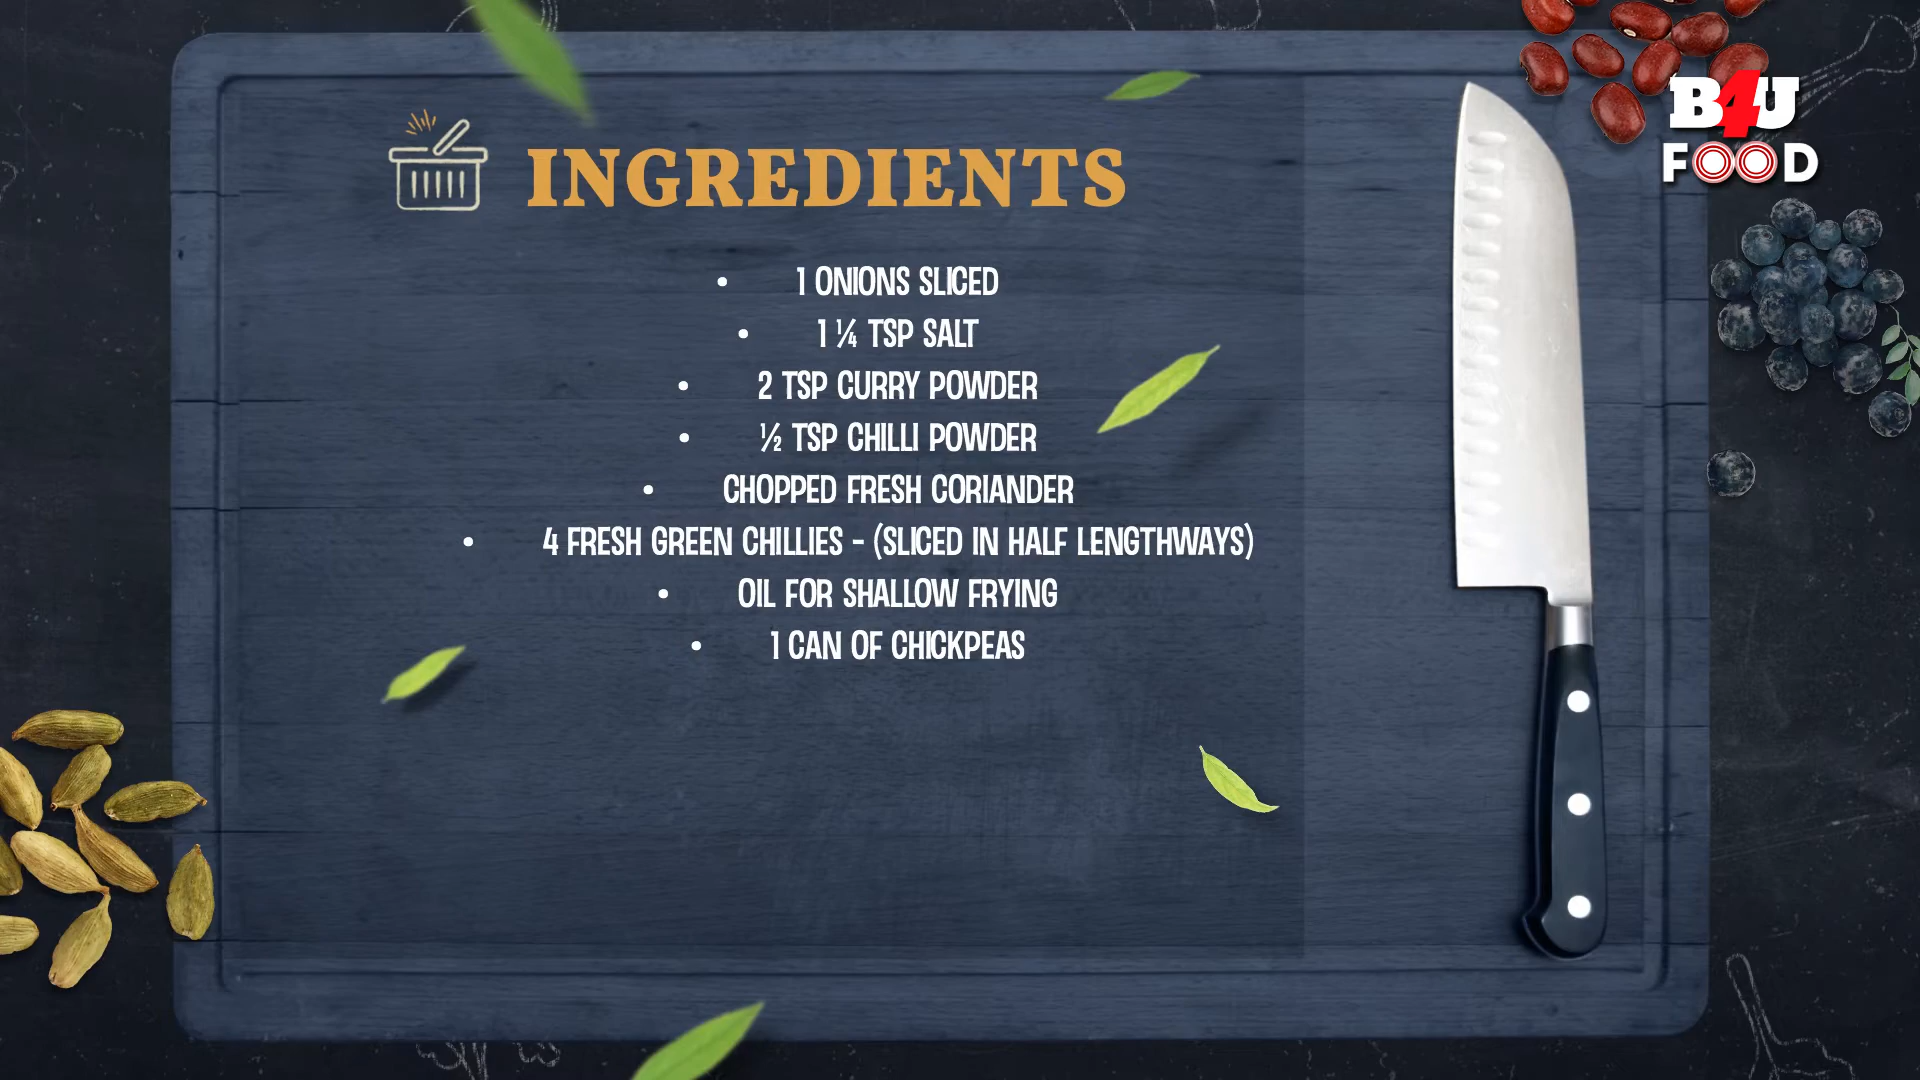 B4U
FOOD
INGREDIENTS
• 1 ONIONS SLICED
• 1 ¼ TSP SALT
• 2 TSP CURRY POWDER
• ½ TSP CHILLI POWDER
• CHOPPED FRESH CORIANDER
• 4 FRESH GREEN CHILLIES - (SLICED IN HALF LENGTHWAYS)
• OIL FOR SHALLOW FRYING
• 1 CAN OF CHICKPEAS